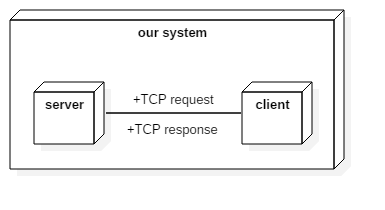 our system
server
+TCP request
client
+TCP response